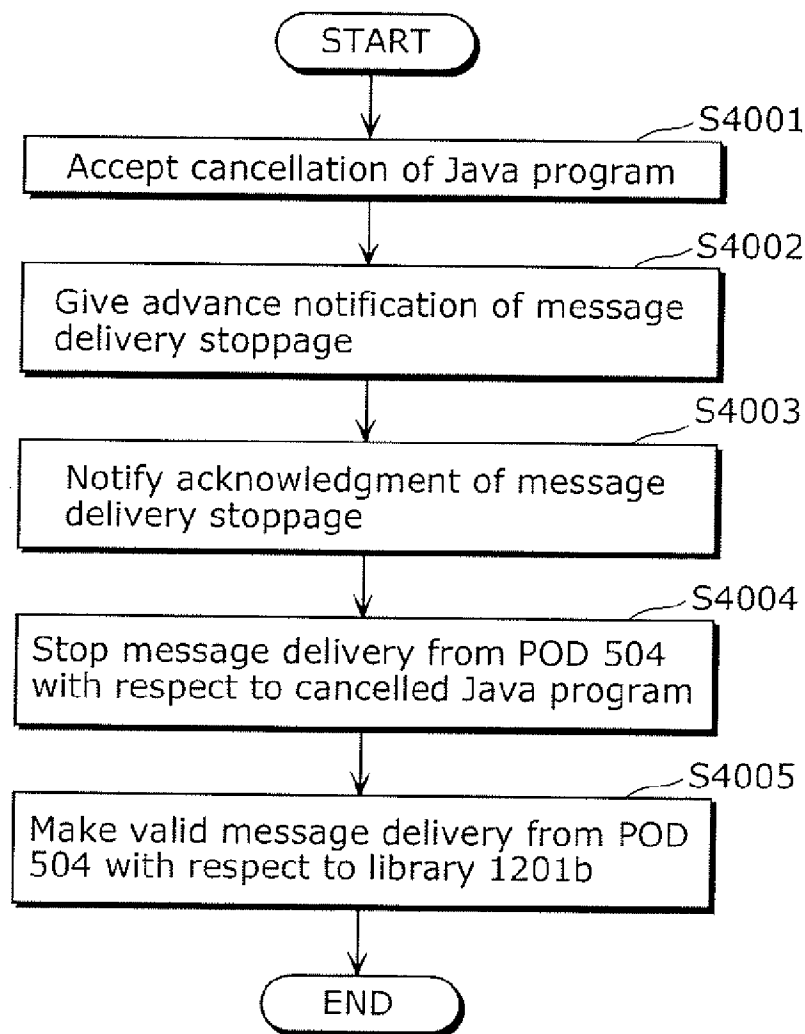 START
S4001
Accept cancellation of Java program
S4002
Give advance notification of message
delivery stoppage
S4003
Notify acknowledgment of message
delivery stoppage
S4004
Stop message delivery from POD 504
with respect to cancelled Java program
S4005
Make valid message delivery from POD
504 with respect to library 1201b
END